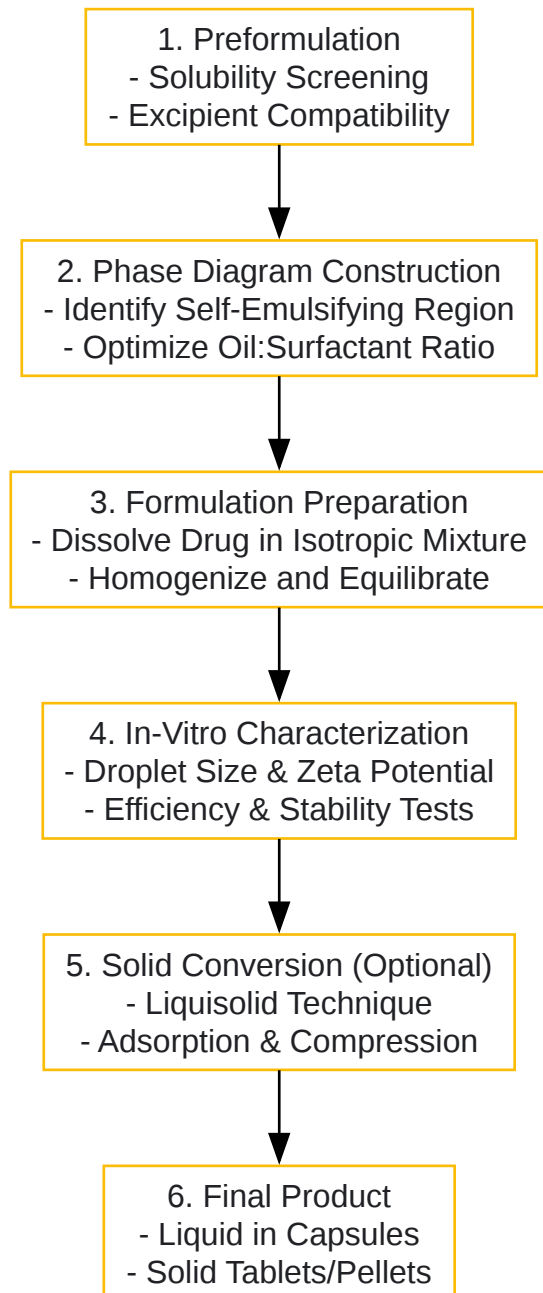 1. Preformulation
- Solubility Screening
- Excipient Compatibility
2. Phase Diagram Construction
- Identify Self-Emulsifying Region
- Optimize Oil:Surfactant Ratio
3. Formulation Preparation
- Dissolve Drug in Isotropic Mixture
- Homogenize and Equilibrate
4. In-Vitro Characterization
- Droplet Size & Zeta Potential
- Efficiency & Stability Tests
5. Solid Conversion (Optional)
- Liquisolid Technique
- Adsorption & Compression
6. Final Product
- Liquid in Capsules
- Solid Tablets/Pellets